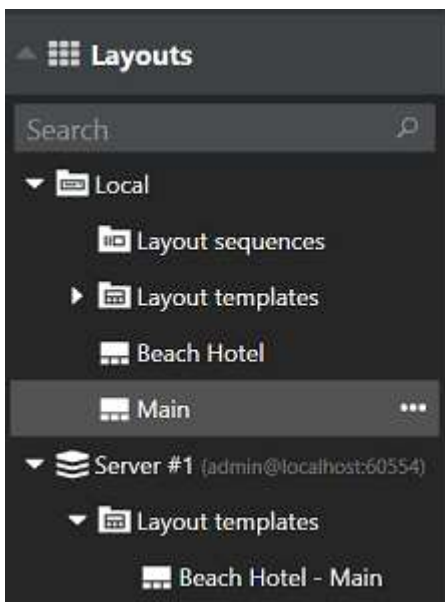 Layouts
Search
Local
Layout sequences
Layout templates
Beach Hotel
Main
Server #1 (admin@localhost:60554)
Layout templates
Beach Hotel - Main